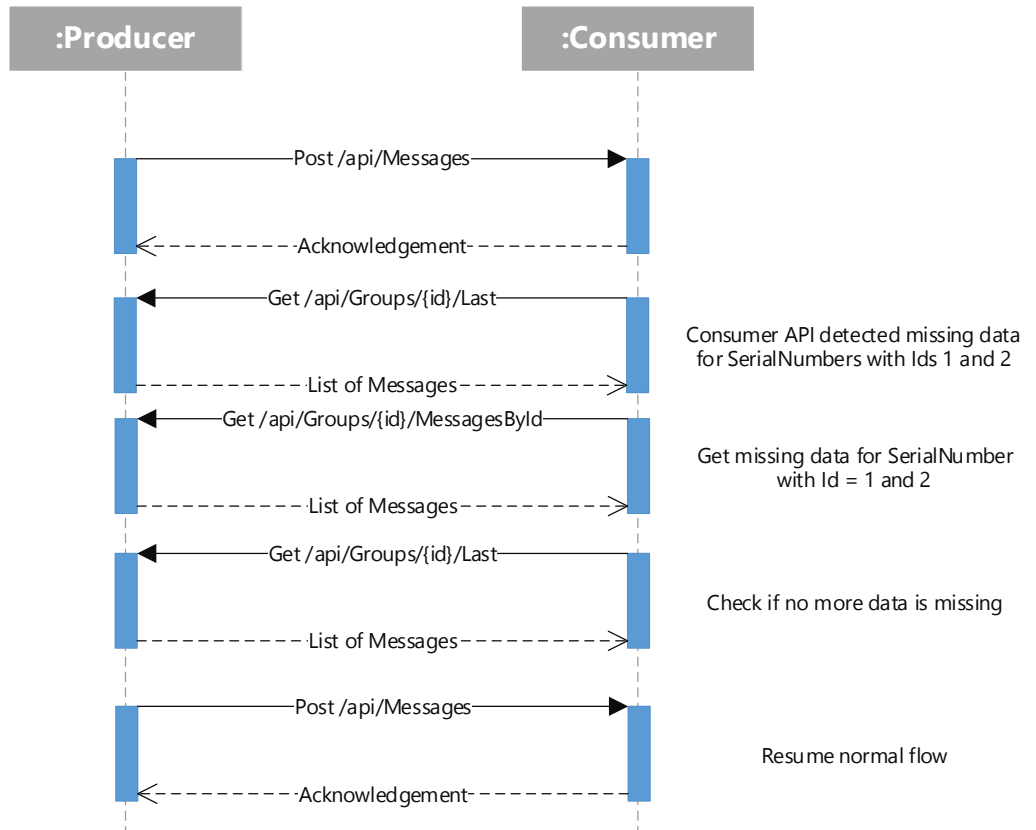 :Producer
:Consumer
Post /api/Messages
Acknowledgement
Get /api/Groups/{id}/Last
Consumer API detected missing data
for SerialNumbers with Ids 1 and 2
List of Messages
Get /api/Groups/{id}/MessagesById
Get missing data for SerialNumber
with Id = 1 and 2
List of Messages
Get /api/Groups/{id}/Last
Check if no more data is missing
List of Messages
Post /api/Messages
Resume normal flow
Acknowledgement